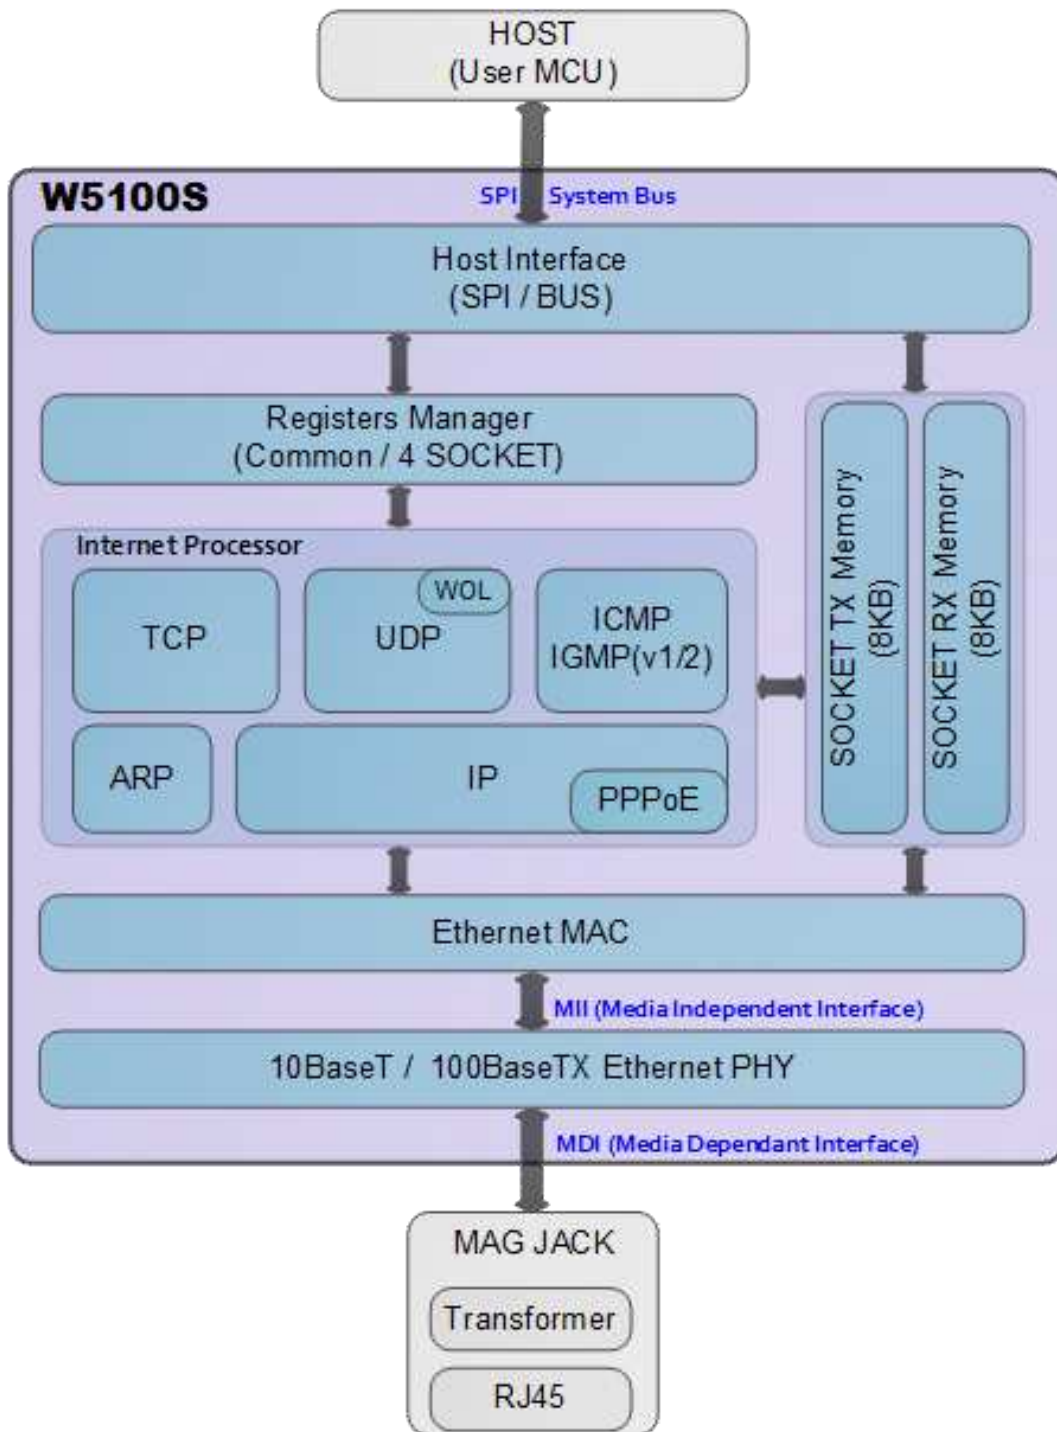 HOST
(User MCU)
W5100S
SPI System Bus
Host Interface
(SPI / BUS)
Registers Manager
(Common / 4 SOCKET)
Internet Processor
TCP
UDP
WOL
ICMP
IGMP(v1/2)
ARP
IP
PPPoE
SOCKET TX Memory
(8KB)
SOCKET RX Memory
(8KB)
Ethernet MAC
MII (Media Independent Interface)
10BaseT / 100BaseTX Ethernet PHY
MDI (Media Dependant Interface)
MAG JACK
Transformer
RJ45